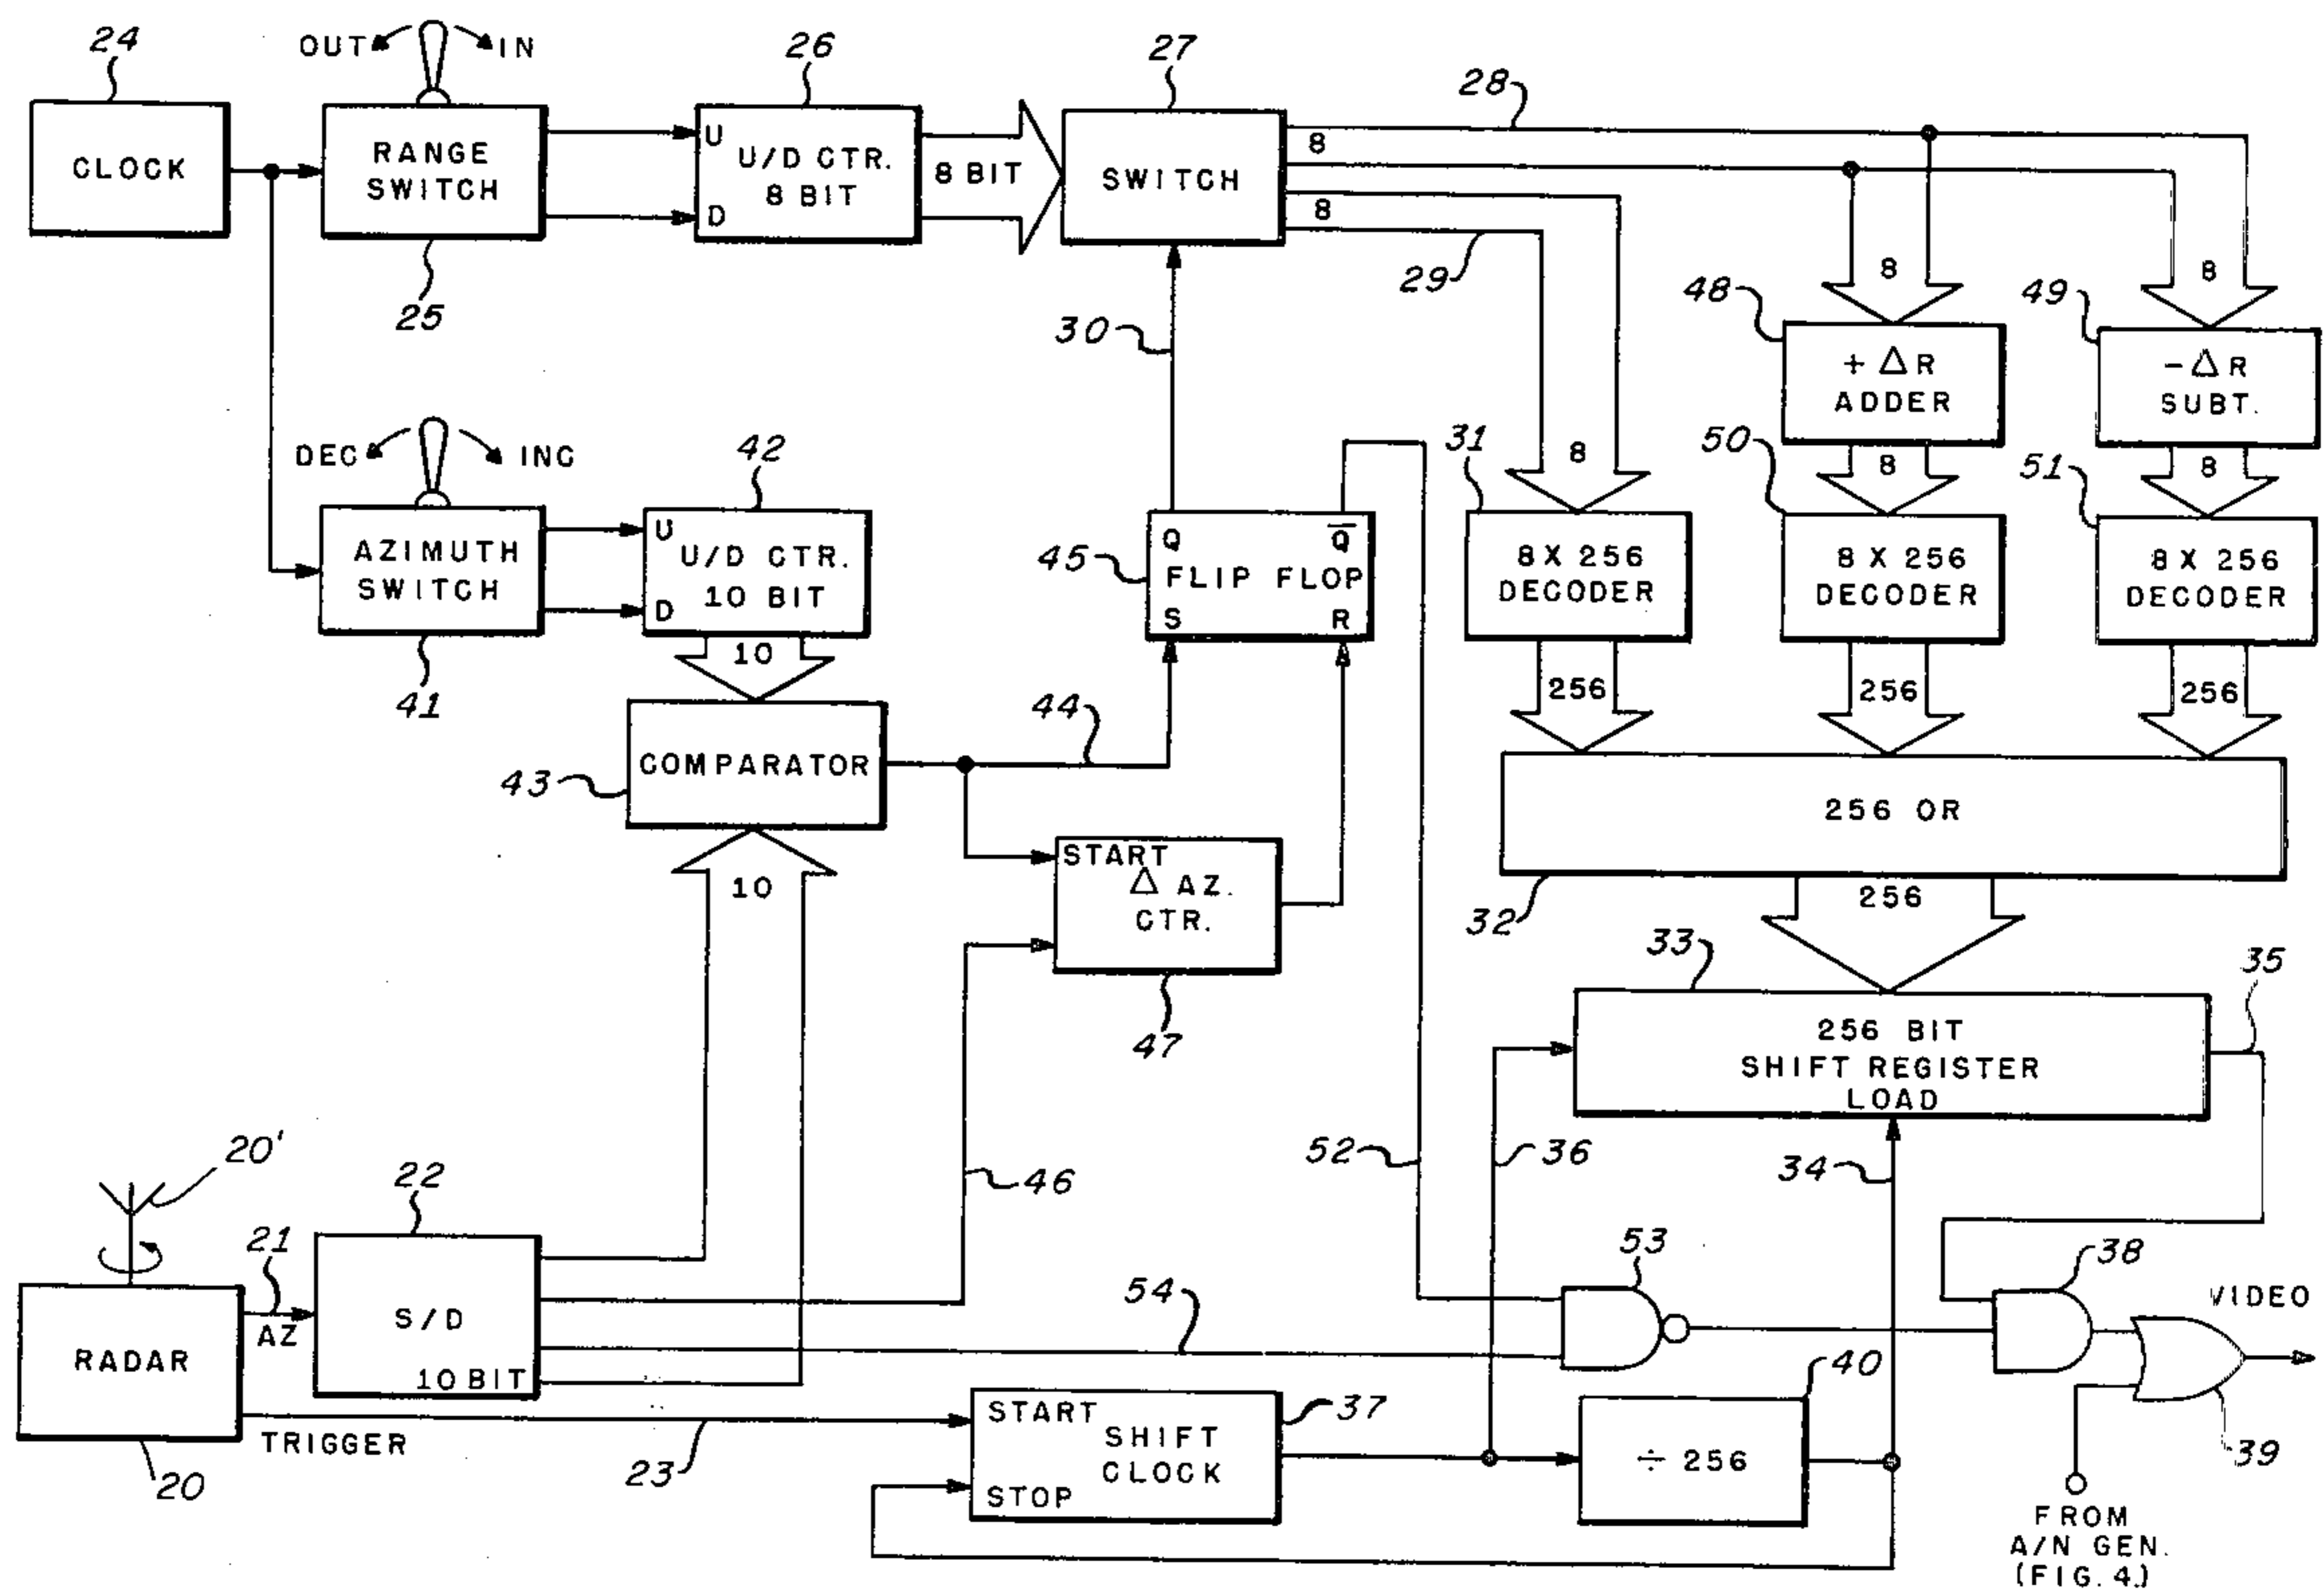 24
OUT
IN
26
27
28
CLOCK
RANGE
SWITCH
U
D
U/D CTR.
8 BIT
8 BIT
SWITCH
8
8
25
30
29
8
8
48
49
+ Δ R
ADDER
- Δ R
SUBT.
DEC
INC
42
31
8
50
8
51
8
AZIMUTH
SWITCH
U
D
U/D CTR.
10 BIT
45
Q
Q̅
FLIP FLOP
S
R
8 X 256
DECODER
8 X 256
DECODER
8 X 256
DECODER
41
10
44
256
256
256
43
COMPARATOR
256 OR
10
START
Δ AZ.
CTR.
32
256
47
33
35
256 BIT
SHIFT REGISTER
LOAD
20'
22
46
52
36
34
21
AZ
S/D
10 BIT
54
53
38
VIDEO
RADAR
40
39
TRIGGER
23
START
SHIFT
CLOCK
STOP
37
÷ 256
20
FROM
A/N GEN.
(FIG. 4.)